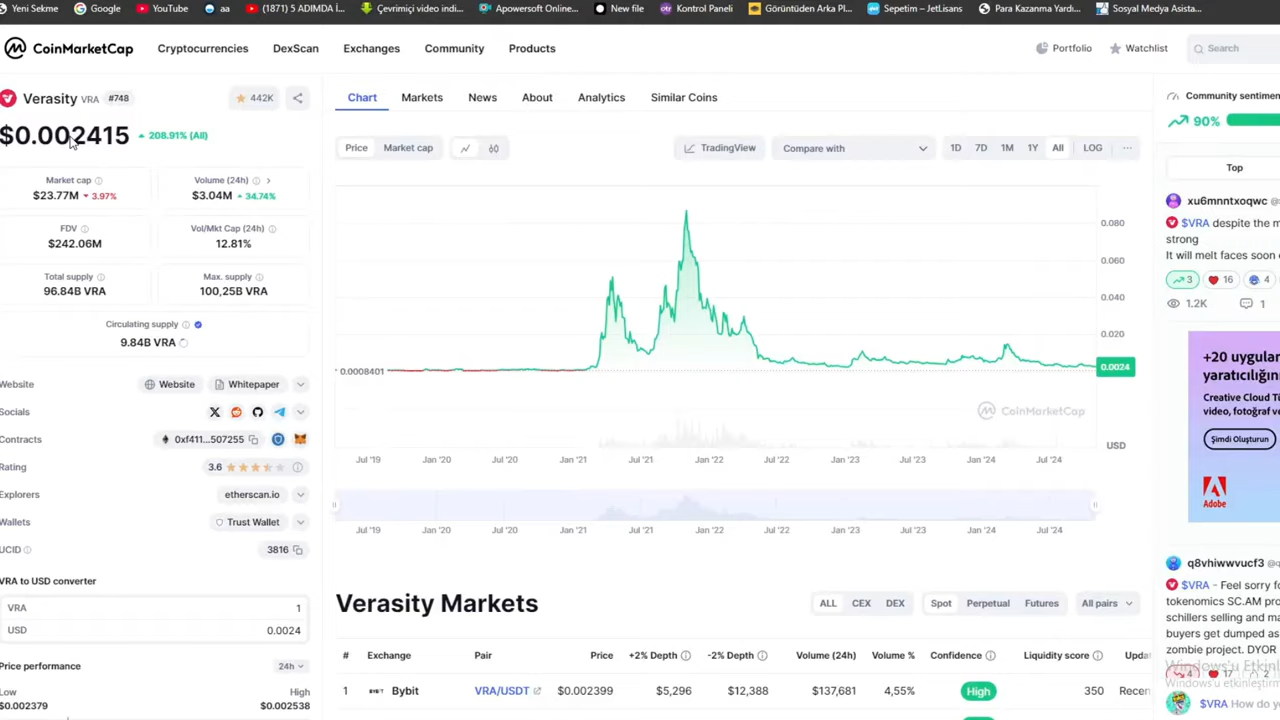 Yeni Sekme Google YouTube aa (1871) 5 ADIMDA İ... Çevrimiçi video indi... Apowersoft Online... New file Kontrol Paneli Görüntüden Arka Pl... Sepetim – JetLisans Para Kazanma Yardı... Sosyal Medya Asista...
CoinMarketCap Cryptocurrencies DexScan Exchanges Community Products Portfolio Watchlist Search
Verasity VRA #748 442K
$0.002415 208.91% (All)
Market cap Volume (24h)
$23.77M 3.97% $3.04M 34.74%
FDV Vol/Mkt Cap (24h)
$242.06M 12.81%
Total supply Max. supply
96.84B VRA 100,25B VRA
Circulating supply
9.84B VRA
Website Website Whitepaper
Socials
Contracts 0xf411...507255
Rating 3.6
Explorers etherscan.io
Wallets Trust Wallet
UCID 3816
VRA to USD converter
VRA 1
USD 0.0024
Price performance 24h
Low High
$0.002379 $0.002538
Chart Markets News About Analytics Similar Coins
Price Market cap TradingView Compare with 1D 7D 1M 1Y All LOG ...
0.080
0.060
0.040
0.020
0.0024
0.0008401
CoinMarketCap
USD
Jul '19 Jan '20 Jul '20 Jan '21 Jul '21 Jan '22 Jul '22 Jan '23 Jul '23 Jan '24 Jul '24
Jul '19 Jan '20 Jul '20 Jan '21 Jul '21 Jan '22 Jul '22 Jan '23 Jul '23 Jan '24 Jul '24
Verasity Markets ALL CEX DEX Spot Perpetual Futures All pairs
# Exchange Pair Price +2% Depth -2% Depth Volume (24h) Volume % Confidence Liquidity score Updat
1 BYBIT Bybit VRA/USDT $0.002399 $5,296 $12,388 $137,681 4,55% High 350 Recen
Community sentimen
90%
Top
xu6mnntxoqwc
$VRA despite the m
strong
It will melt faces soon
3 16 4
1.2K 1
+20 uygular
yaratıcılığını
Creative Cloud Tü
video, fotoğraf v
Şimdi Oluşturun
Adobe
q8vhiwwvucf3
$VRA - Feel sorry fo
tokenomics SC.AM pro
schillers selling and ma
buyers get dumped as
zombie project. DYOR
Windows'u Etkinl
Windows'u etkinleştirm
4 17 2
$VRA How do y